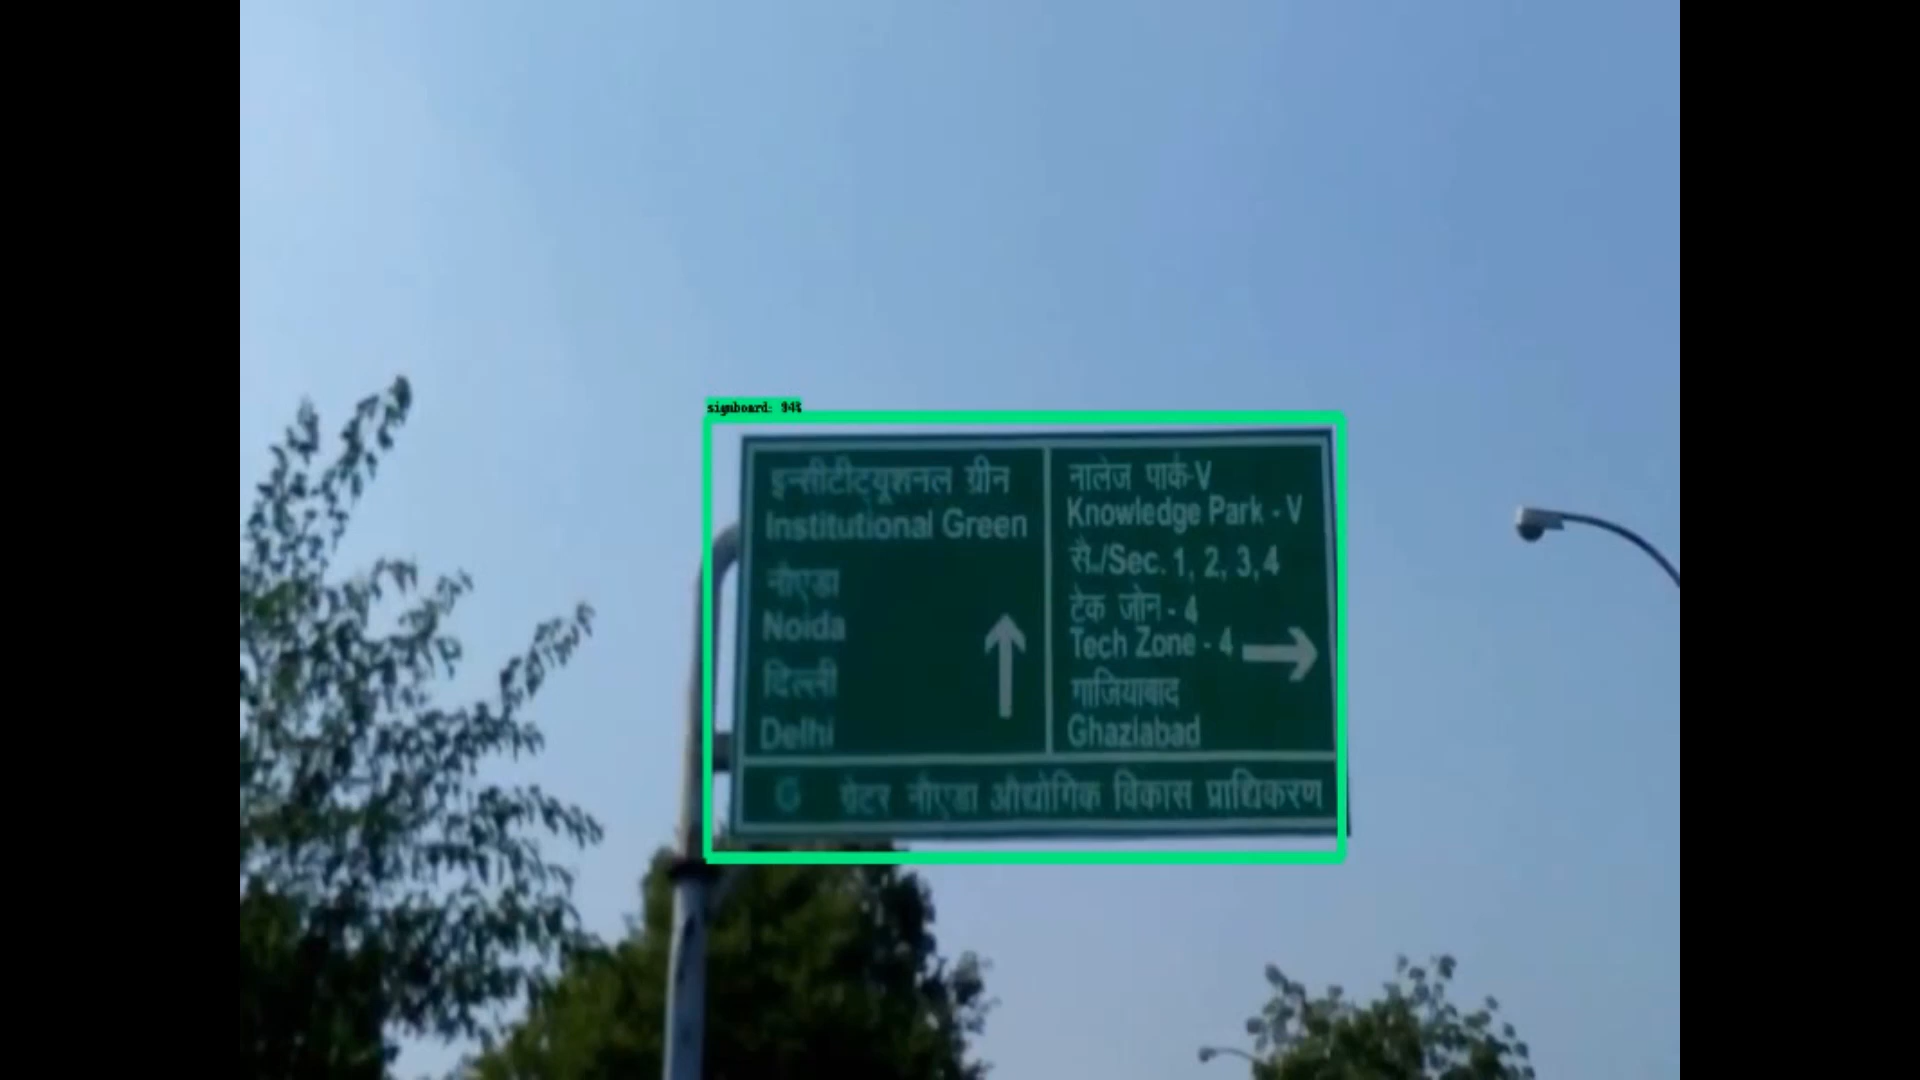 signboard: 94%
इन्सीटीट्यूशनल ग्रीन
Institutional Green
नौएडा
Noida
दिल्ली
Delhi
नालेज पार्क-V
Knowledge Park - V
सै./Sec. 1, 2, 3,4
टेक जोन - 4
Tech Zone - 4
गाजियाबाद
Ghaziabad
G ग्रेटर नौएडा औद्योगिक विकास प्राधिकरण